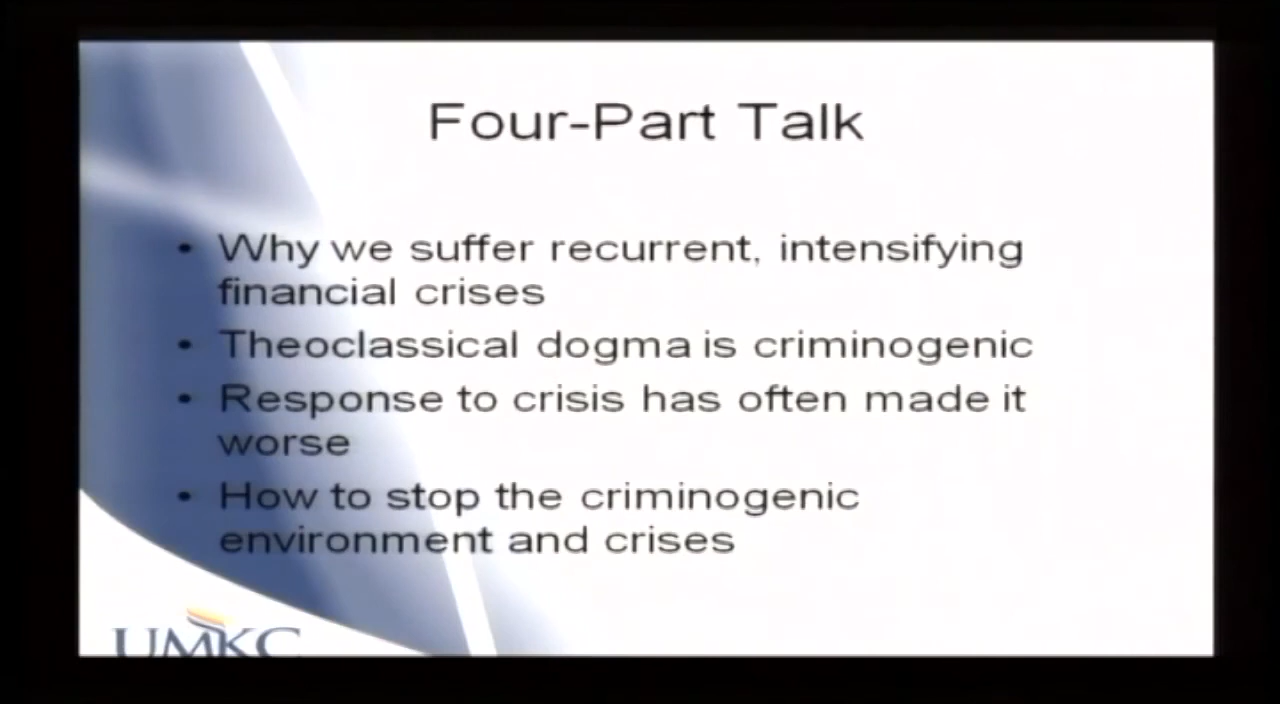 Four-Part Talk
• Why we suffer recurrent, intensifying
financial crises
• Theoclassical dogma is criminogenic
• Response to crisis has often made it
worse
• How to stop the criminogenic
environment and crises
UMKC